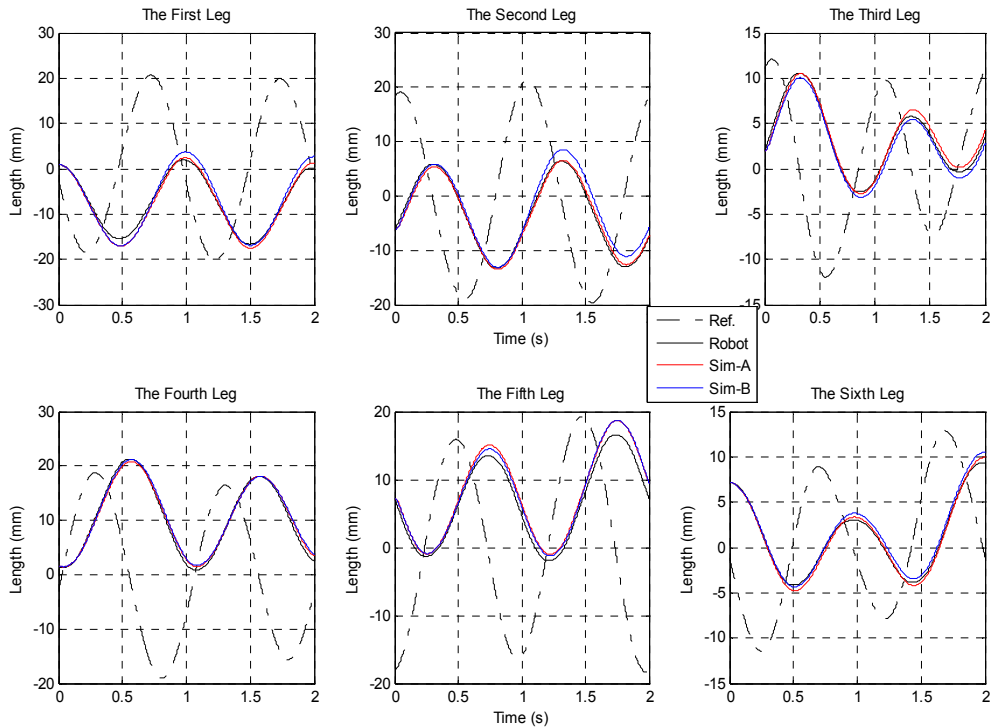 The First Leg
The Second Leg
The Third Leg
Length (mm)
30
20
10
0
-10
-20
-30
0 0.5 1 1.5 2
Length (mm)
30
20
10
0
-10
-20
0 0.5 1 1.5 2
Time (s)
Length (mm)
15
10
5
0
-5
-10
-15
0 0.5 1 1.5 2
Ref.
Robot
Sim-A
Sim-B
The Fourth Leg
The Fifth Leg
The Sixth Leg
Length (mm)
30
20
10
0
-10
-20
0 0.5 1 1.5 2
Length (mm)
20
15
10
5
0
-5
-10
-15
-20
0 0.5 1 1.5 2
Time (s)
Length (mm)
15
10
5
0
-5
-10
-15
0 0.5 1 1.5 2